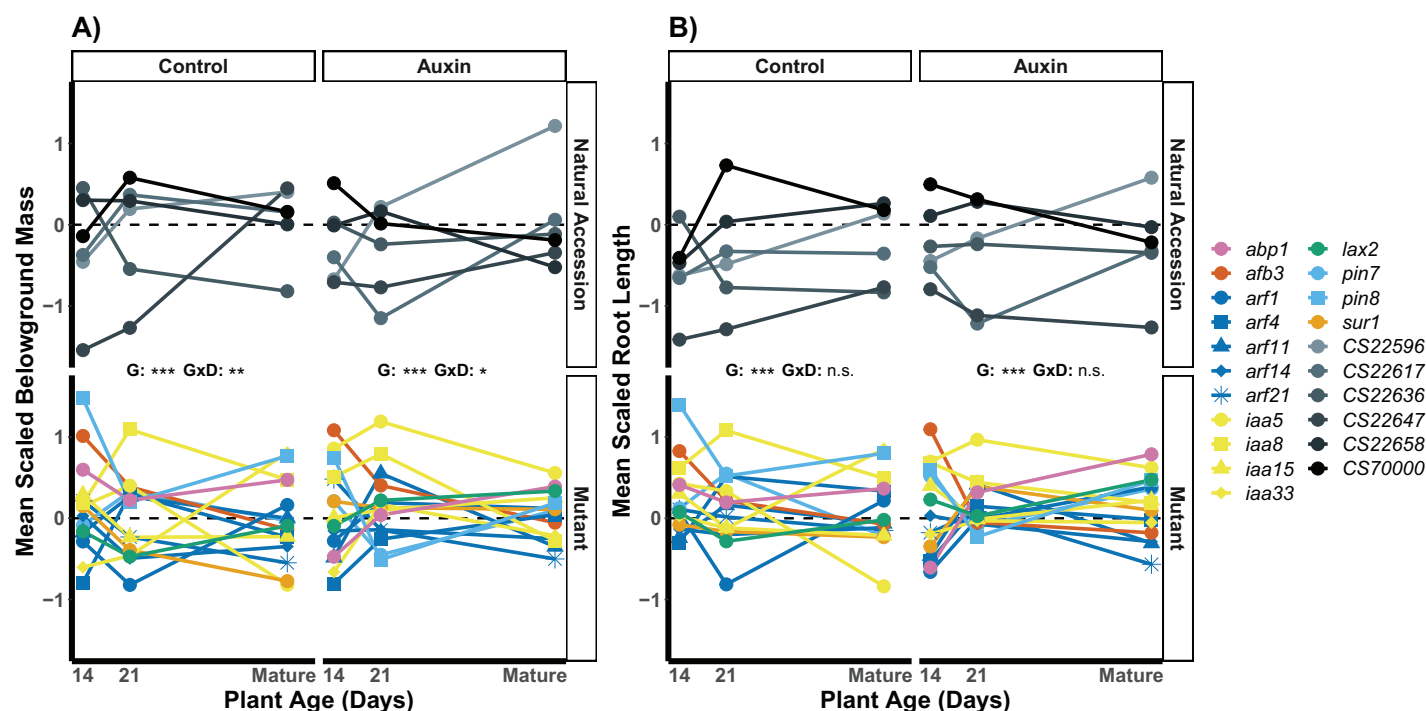 A)
B)
Control
Auxin
Control
Auxin
Mean Scaled Belowground Mass
1
0
−1
1
0
−1
Natural Accession
Mutant
G: *** GxD: **
G: *** GxD: *
14
21
Mature
14
21
Mature
Plant Age (Days)
Mean Scaled Root Length
1
0
−1
1
0
−1
Natural Accession
Mutant
G: *** GxD: n.s.
G: *** GxD: n.s.
14
21
Mature
14
21
Mature
Plant Age (Days)
abp1
afb3
arf1
arf4
arf11
arf14
arf21
iaa5
iaa8
iaa15
iaa33
lax2
pin7
pin8
sur1
CS22596
CS22617
CS22636
CS22647
CS22658
CS70000